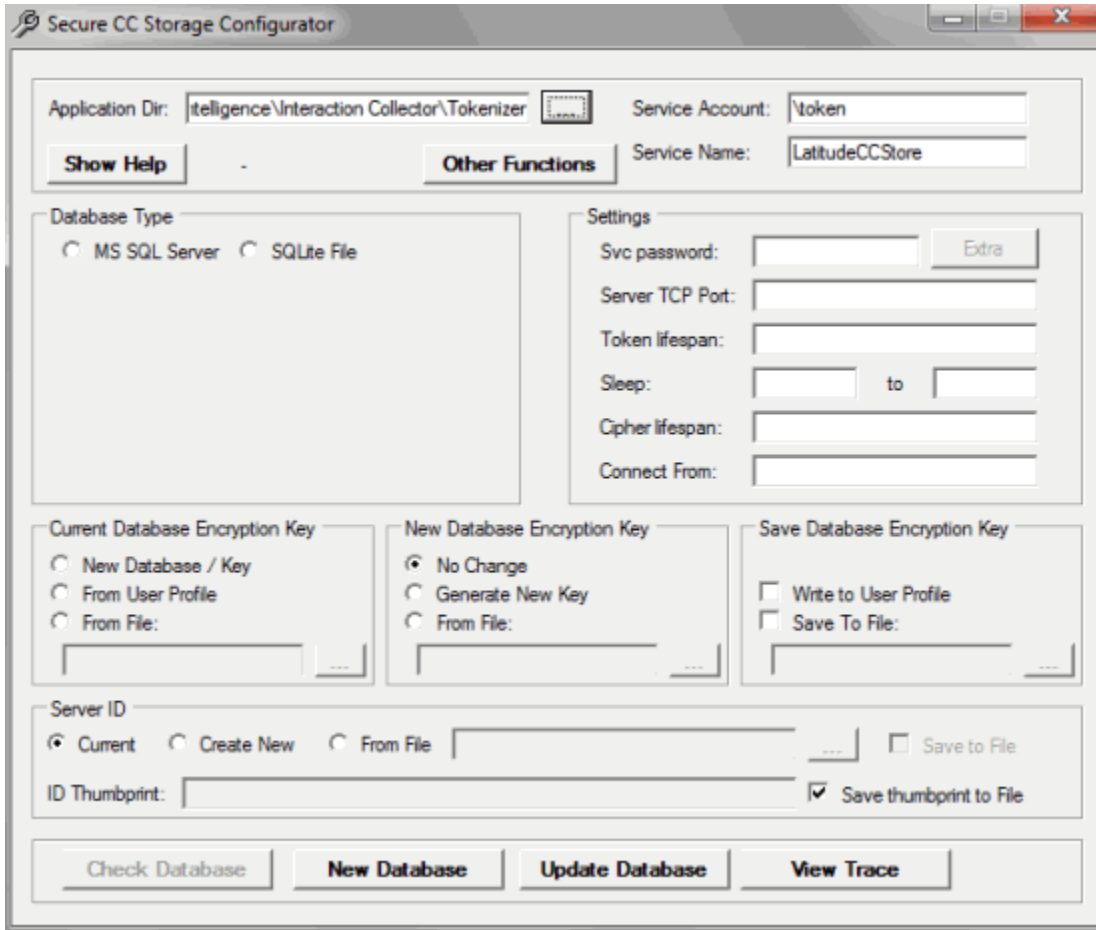 Secure CC Storage Configurator
Application Dir: itelligence\Interaction Collector\Tokenizer ... Service Account: \token
Show Help - Other Functions Service Name: LatitudeCCStore
Database Type
MS SQL Server SQLite File
Settings
Svc password: Extra
Server TCP Port:
Token lifespan:
Sleep: to
Cipher lifespan:
Connect From:
Current Database Encryption Key
New Database / Key
From User Profile
From File:
...
New Database Encryption Key
No Change
Generate New Key
From File:
...
Save Database Encryption Key
Write to User Profile
Save To File:
...
Server ID
Current Create New From File ... Save to File
ID Thumbprint: Save thumbprint to File
Check Database New Database Update Database View Trace